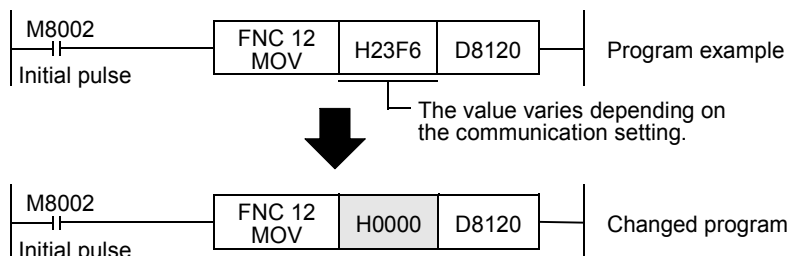 M8002
Initial pulse
FNC 12
MOV
H23F6
D8120
Program example
The value varies depending on
the communication setting.
M8002
Initial pulse
FNC 12
MOV
H0000
D8120
Changed program